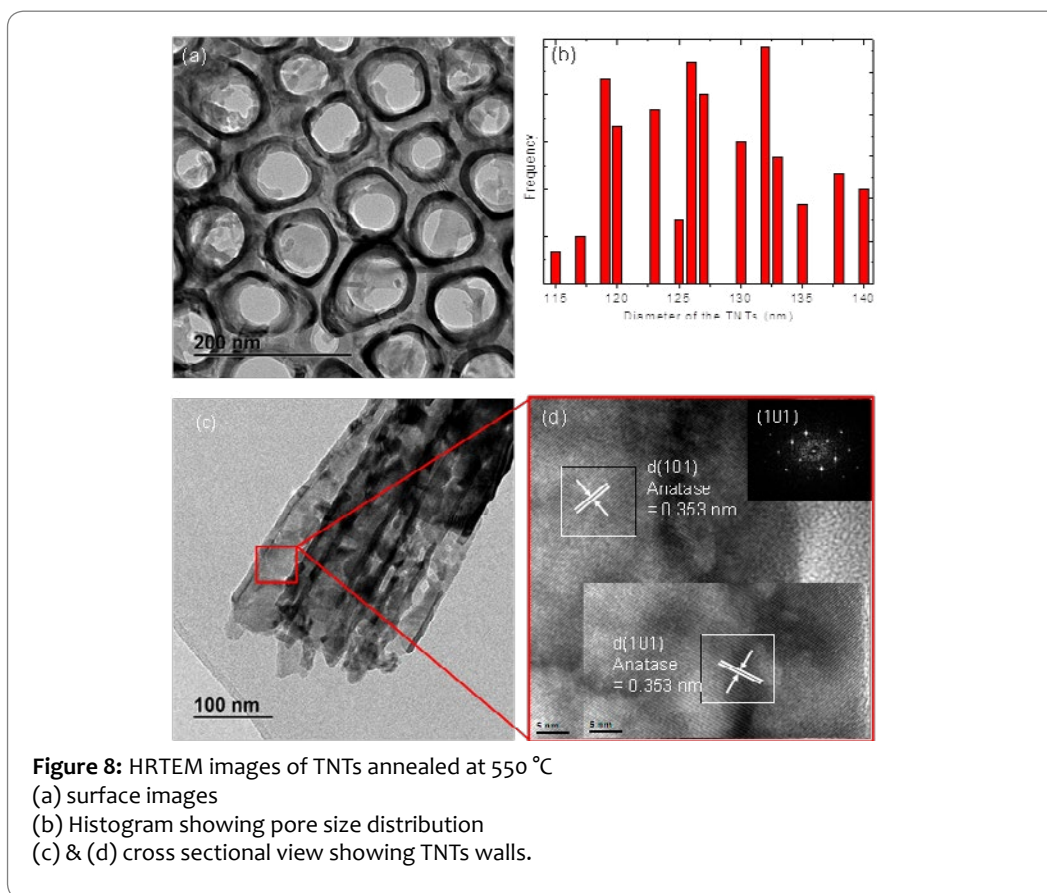 (a)
200 nm
(b)
Frequency
115 120 125 130 135 140
Diameter of the TNTs (nm)
(c)
100 nm
(d)
(101)
d(101)
Anatase
= 0.353 nm
d(101)
Anatase
= 0.353 nm
5 nm
5 nm
Figure 8: HRTEM images of TNTs annealed at 550 °C
(a) surface images
(b) Histogram showing pore size distribution
(c) & (d) cross sectional view showing TNTs walls.